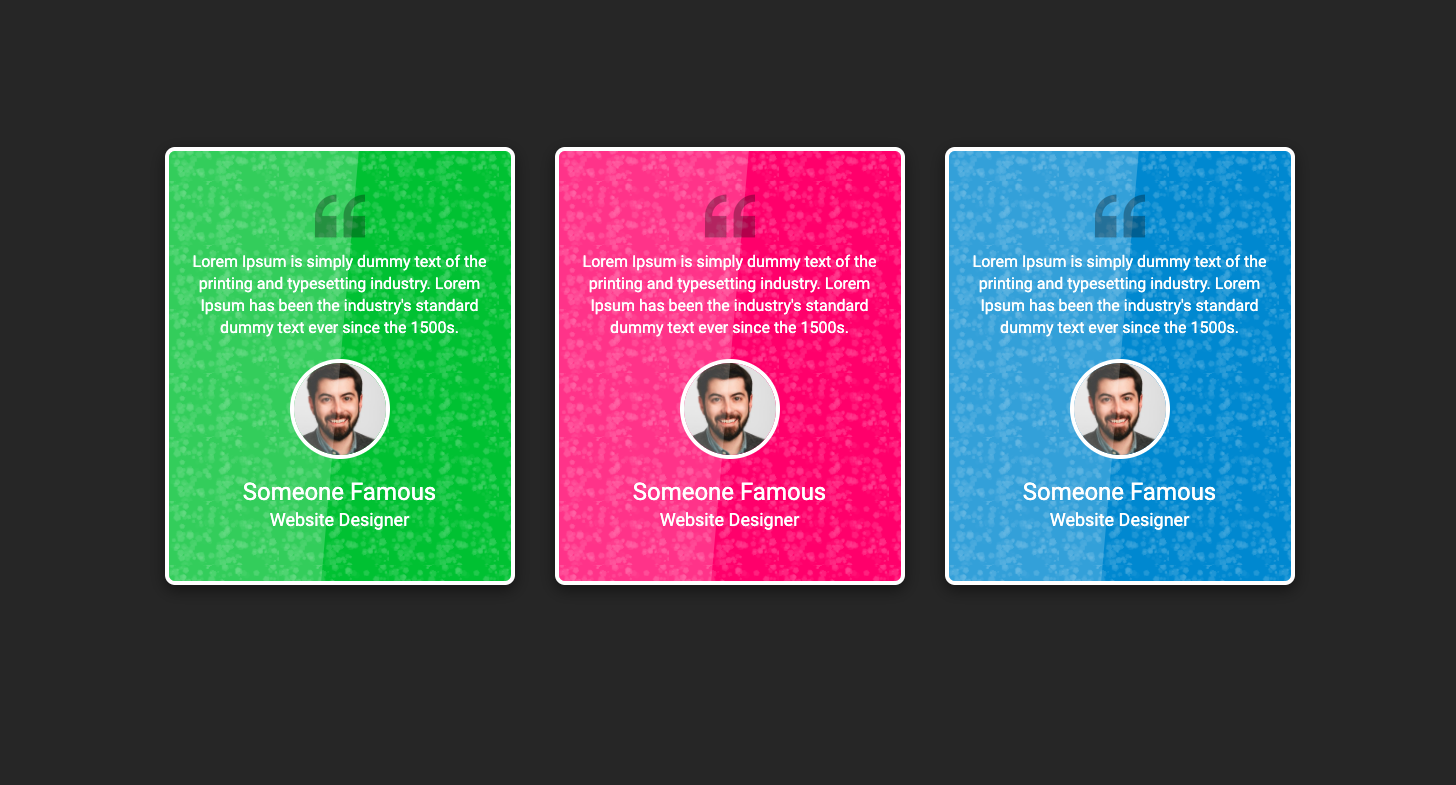 Lorem Ipsum is simply dummy text of the
printing and typesetting industry. Lorem
Ipsum has been the industry's standard
dummy text ever since the 1500s.
Someone Famous
Website Designer
Lorem Ipsum is simply dummy text of the
printing and typesetting industry. Lorem
Ipsum has been the industry's standard
dummy text ever since the 1500s.
Someone Famous
Website Designer
Lorem Ipsum is simply dummy text of the
printing and typesetting industry. Lorem
Ipsum has been the industry's standard
dummy text ever since the 1500s.
Someone Famous
Website Designer